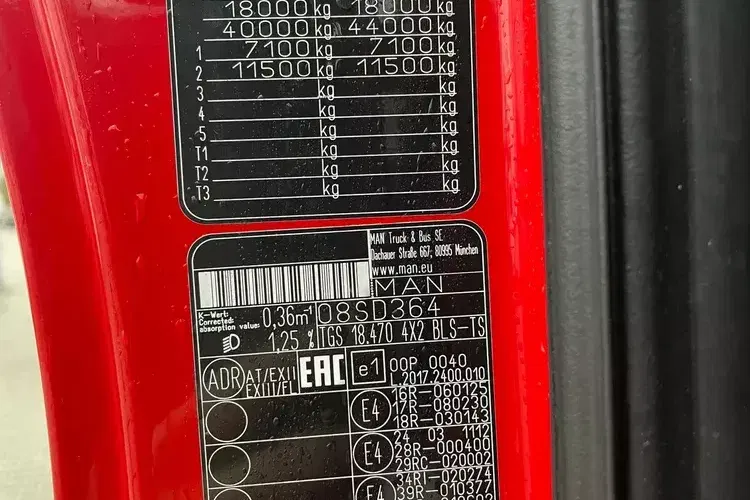 18000 kg 18000 kg
40000 kg 44000 kg
1 7100 kg 7100 kg
2 11500 kg 11500 kg
3 kg kg
4 kg kg
5 kg kg
T1 kg kg
T2 kg kg
T3 kg kg
MAN Truck & Bus SE
Dachauer Straße 667; 80995 München
www.man.eu
MAN
K-Wert:
Corrected
absorption value: 0,36m⁻¹ 08SD364
1,25 % TGS 18.470 4X2 BLS-TS
ADR AT/EXII EXIII/FL EAC e1 00P 0040
L.2017.2400.010
E4 16R-060125
17R-080230
18R-030143
E4 24 03 1112
28R-000400
29RC-020002
E4 34RI-020274
39R-010377